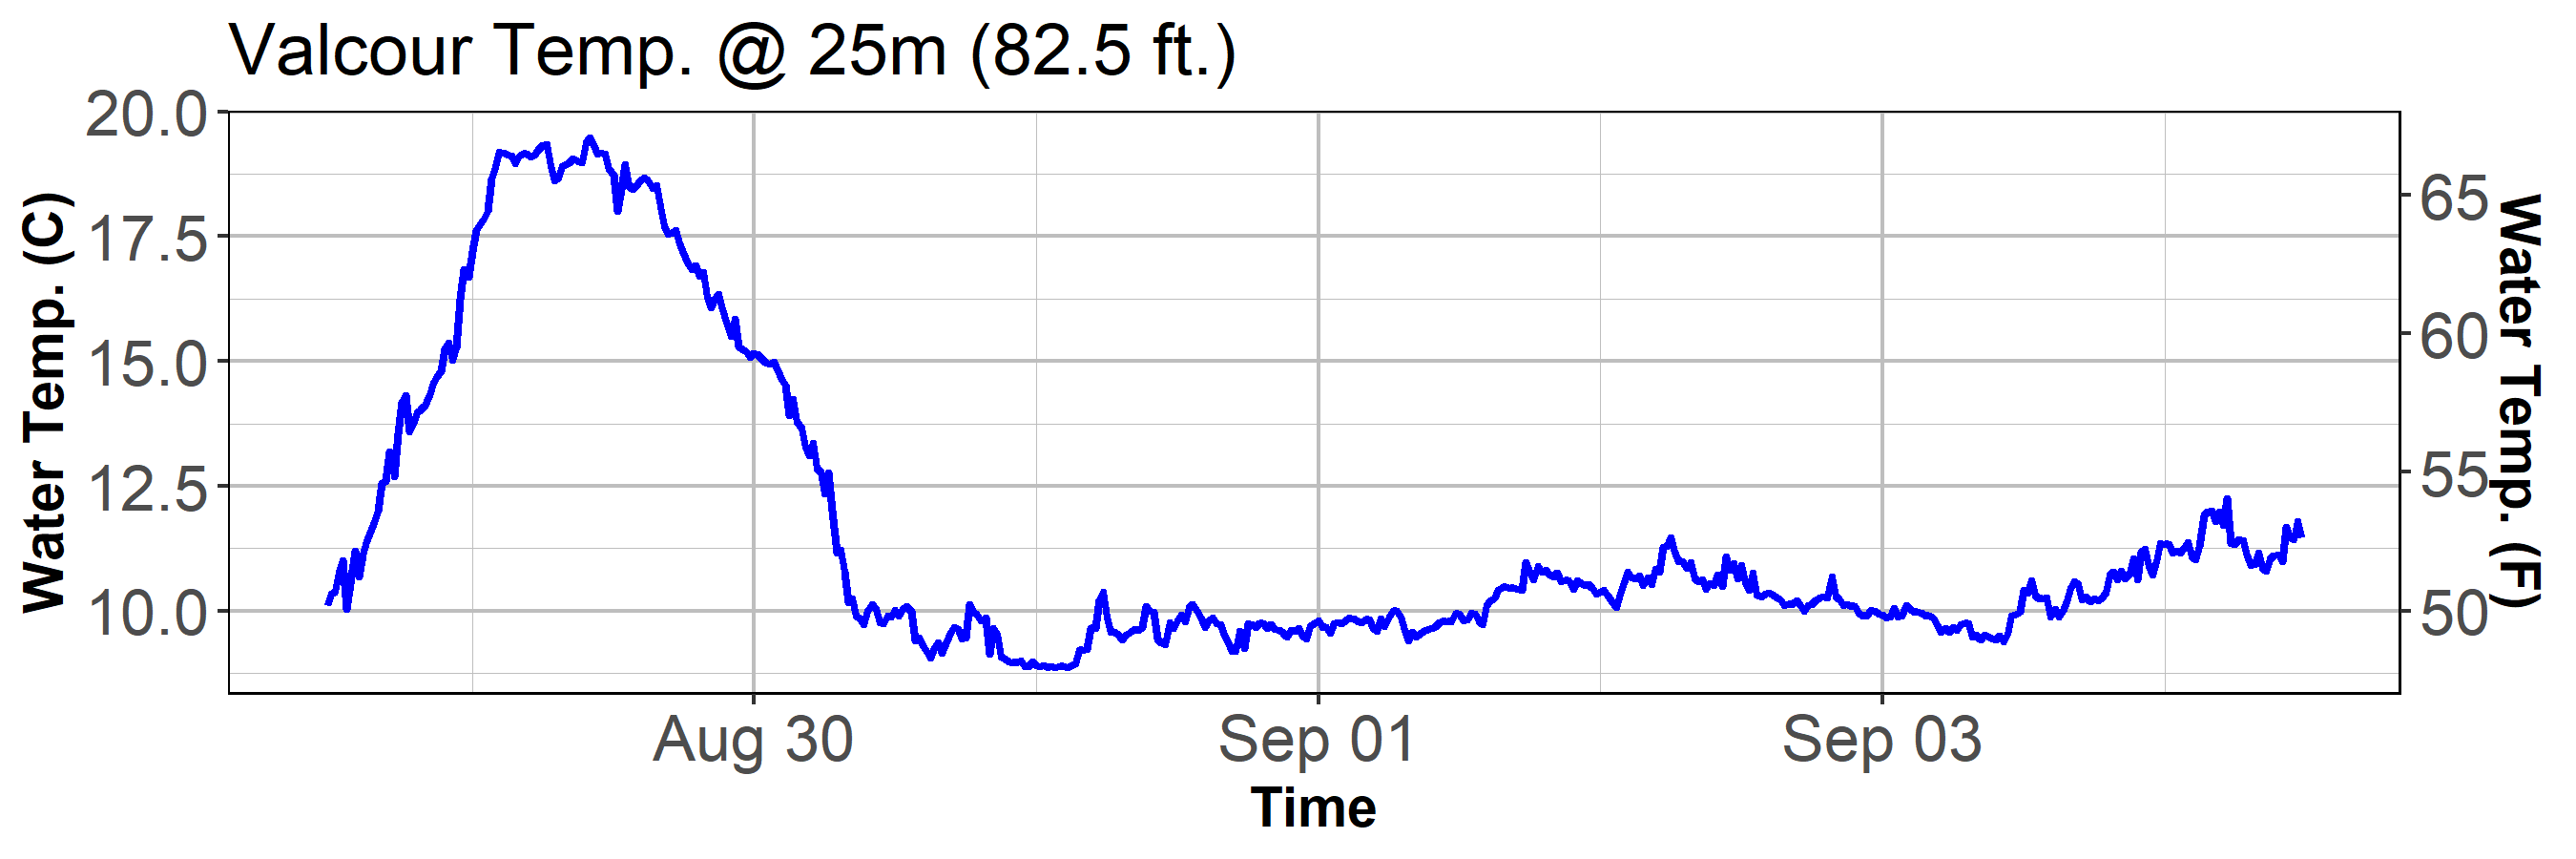 Valcour Temp. @ 25m (82.5 ft.)
20.0
17.5
15.0
12.5
10.0
Water Temp. (C)
65
60
55
50
Water Temp. (F)
Aug 30
Sep 01
Sep 03
Time